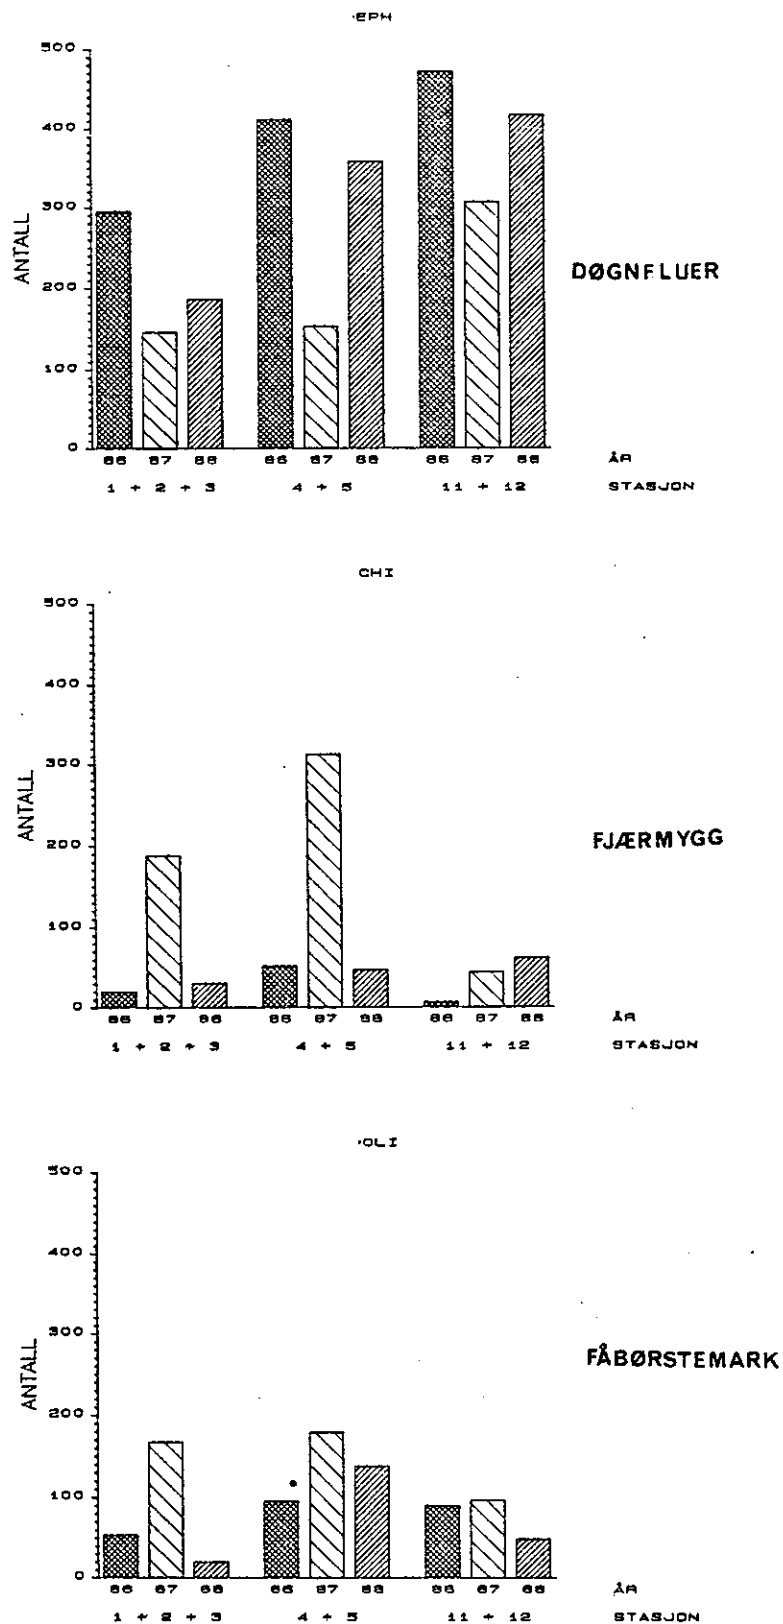 EPH
500
400
300
200
100
0
ANTALL
DØGNFLUER
86 87 88 86 87 88 86 87 88 ÅR
1 + 2 + 3 4 + 5 11 + 12 STASJON
CHI
500
400
300
200
100
0
ANTALL
FJÆRMYGG
86 87 88 86 87 88 86 87 88 ÅR
1 + 2 + 3 4 + 5 11 + 12 STASJON
OLI
500
400
300
200
100
0
ANTALL
FÅBØRSTEMARK
86 87 88 86 87 88 86 87 88 ÅR
1 + 2 + 3 4 + 5 11 + 12 STASJON